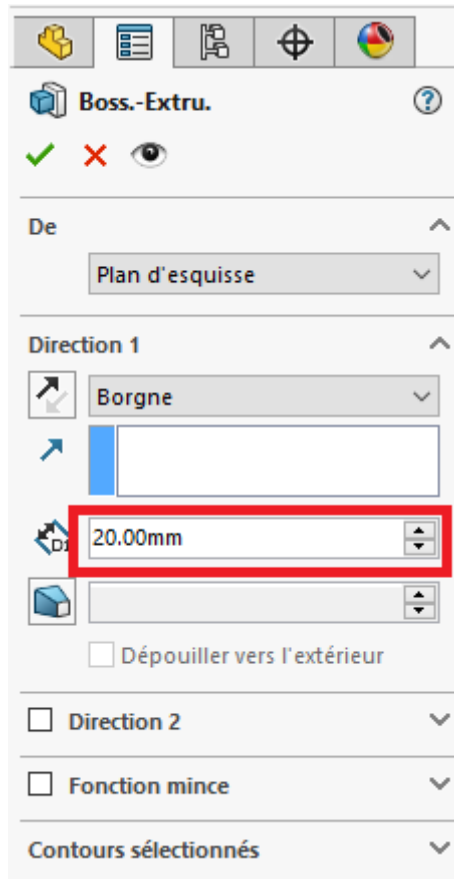 Boss.-Extru.
De
Plan d'esquisse
Direction 1
Borgne
D1
20.00mm
Dépouiller vers l'extérieur
Direction 2
Fonction mince
Contours sélectionnés